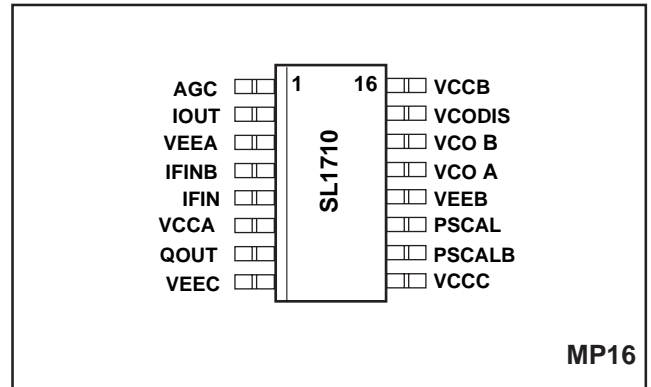 AGC 1 16 VCCB
IOUT VCODIS
VEEA VCO B
IFINB VCO A
IFIN VEEB
VCCA PSCAL
QOUT PSCALB
VEEC VCCC
SL1710
MP16